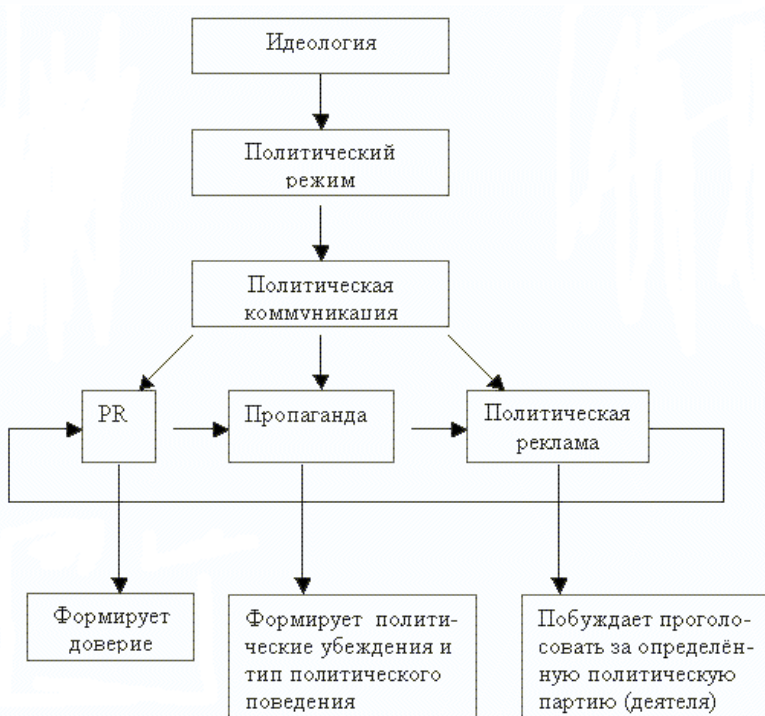 Идеология
Политический
режим
Политическая
коммуникация
PR
Пропаганда
Политическая
реклама
Формирует
доверие
Формирует полити-
ческие убеждения и
тип политического
поведения
Побуждает проголо-
совать за определён-
ную политическую
партию (деятеля)